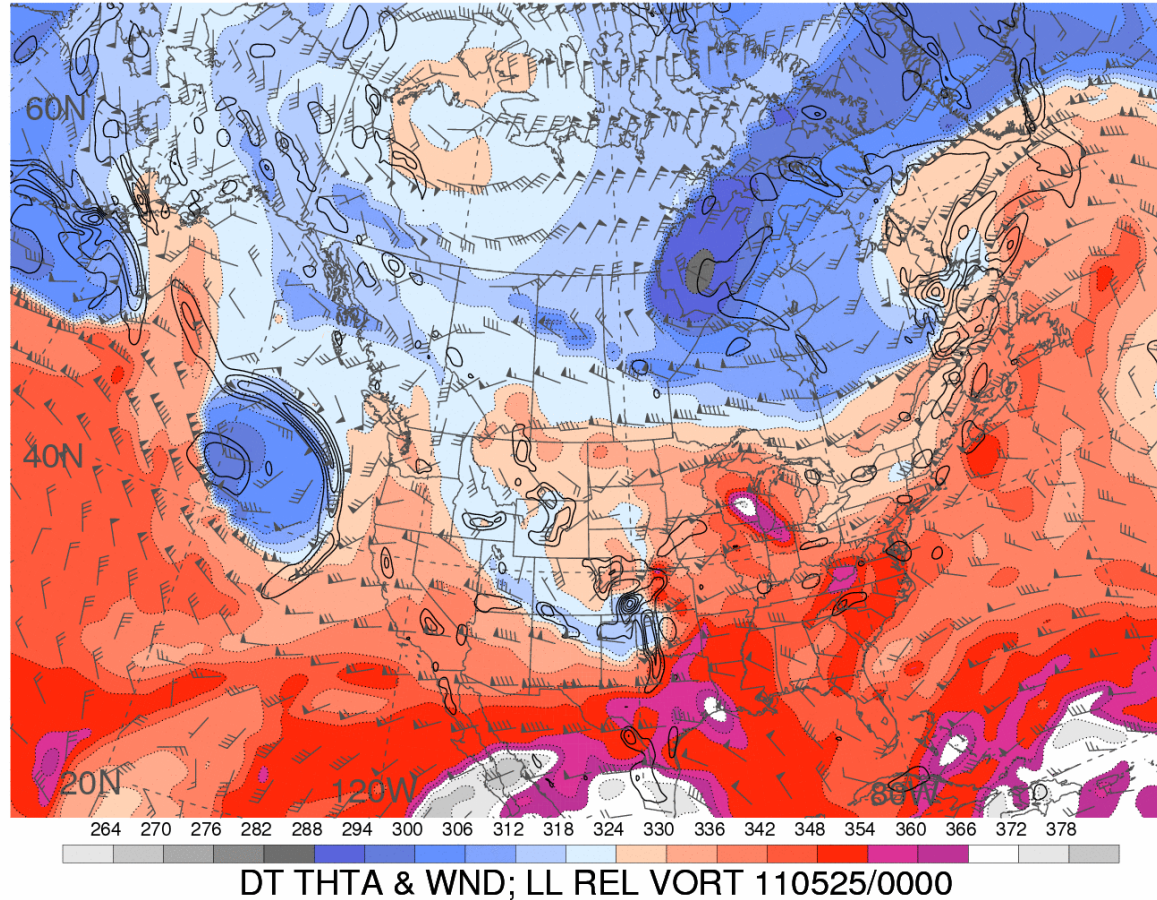 60N
40N
20N
120W
80W
264 270 276 282 288 294 300 306 312 318 324 330 336 342 348 354 360 366 372 378
DT THTA & WND; LL REL VORT 110525/0000